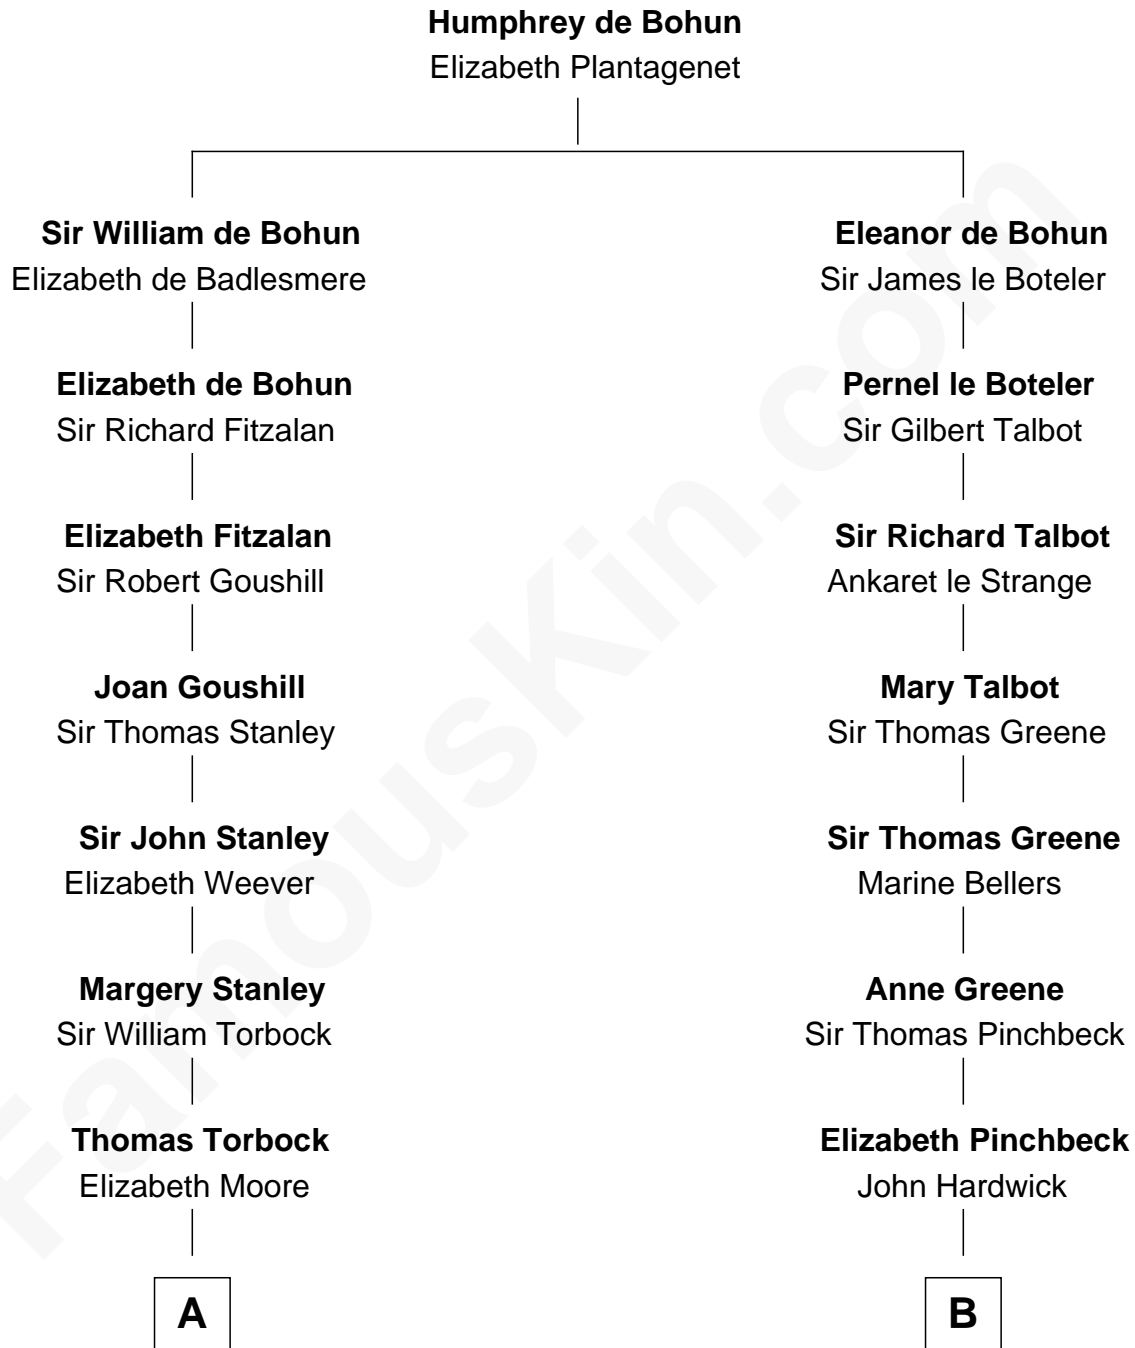 Humphrey de Bohun
Elizabeth Plantagenet
Sir William de Bohun
Elizabeth de Badlesmere
Eleanor de Bohun
Sir James le Boteler
Elizabeth de Bohun
Sir Richard Fitzalan
Pernel le Boteler
Sir Gilbert Talbot
Elizabeth Fitzalan
Sir Robert Goushill
Sir Richard Talbot
Ankaret le Strange
Joan Goushill
Sir Thomas Stanley
Mary Talbot
Sir Thomas Greene
Sir John Stanley
Elizabeth Weever
Sir Thomas Greene
Marine Bellers
Margery Stanley
Sir William Torbock
Anne Greene
Sir Thomas Pinchbeck
Thomas Torbock
Elizabeth Moore
Elizabeth Pinchbeck
John Hardwick
A
B
FamousKin.com